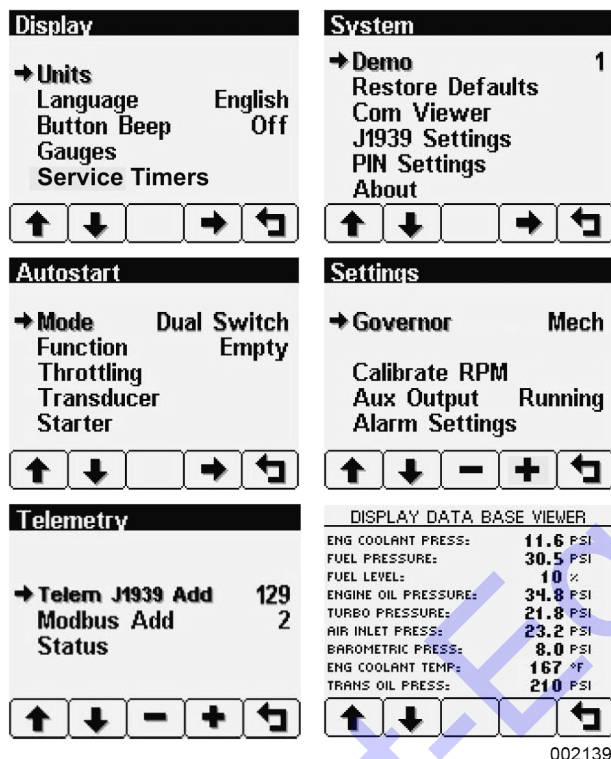 Display
Units
Language English
Button Beep Off
Gauges
Service Timers
System
Demo 1
Restore Defaults
Com Viewer
J1939 Settings
PIN Settings
About
Autostart
Mode Dual Switch
Function Empty
Throttling
Transducer
Starter
Settings
Governor Mech
Calibrate RPM
Aux Output Running
Alarm Settings
Telemetry
Telem J1939 Add 129
Modbus Add 2
Status
DISPLAY DATA BASE VIEWER
ENG COOLANT PRESS: 11.6 PSI
FUEL PRESSURE: 30.5 PSI
FUEL LEVEL: 10 %
ENGINE OIL PRESSURE: 34.8 PSI
TURBO PRESSURE: 21.8 PSI
AIR INLET PRESS: 23.2 PSI
BAROMETRIC PRESS: 8.0 PSI
ENG COOLANT TEMP: 167 °F
TRANS OIL PRESS: 210 PSI
002139